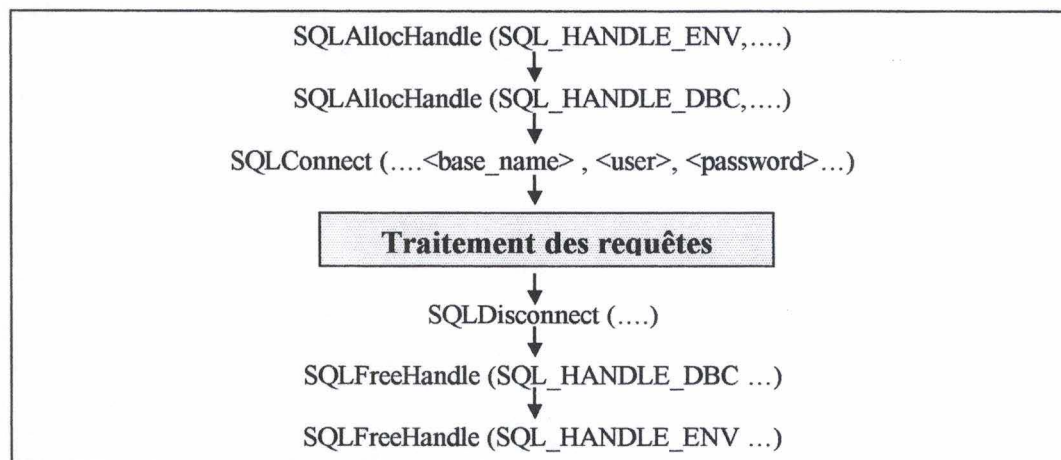 SQLAllocHandle (SQL_HANDLE_ENV,….)
SQLAllocHandle (SQL_HANDLE_DBC,….)
SQLConnect (….<base_name> , <user>, <password>…)
Traitement des requêtes
SQLDisconnect (….)
SQLFreeHandle (SQL_HANDLE_DBC …)
SQLFreeHandle (SQL_HANDLE_ENV …)